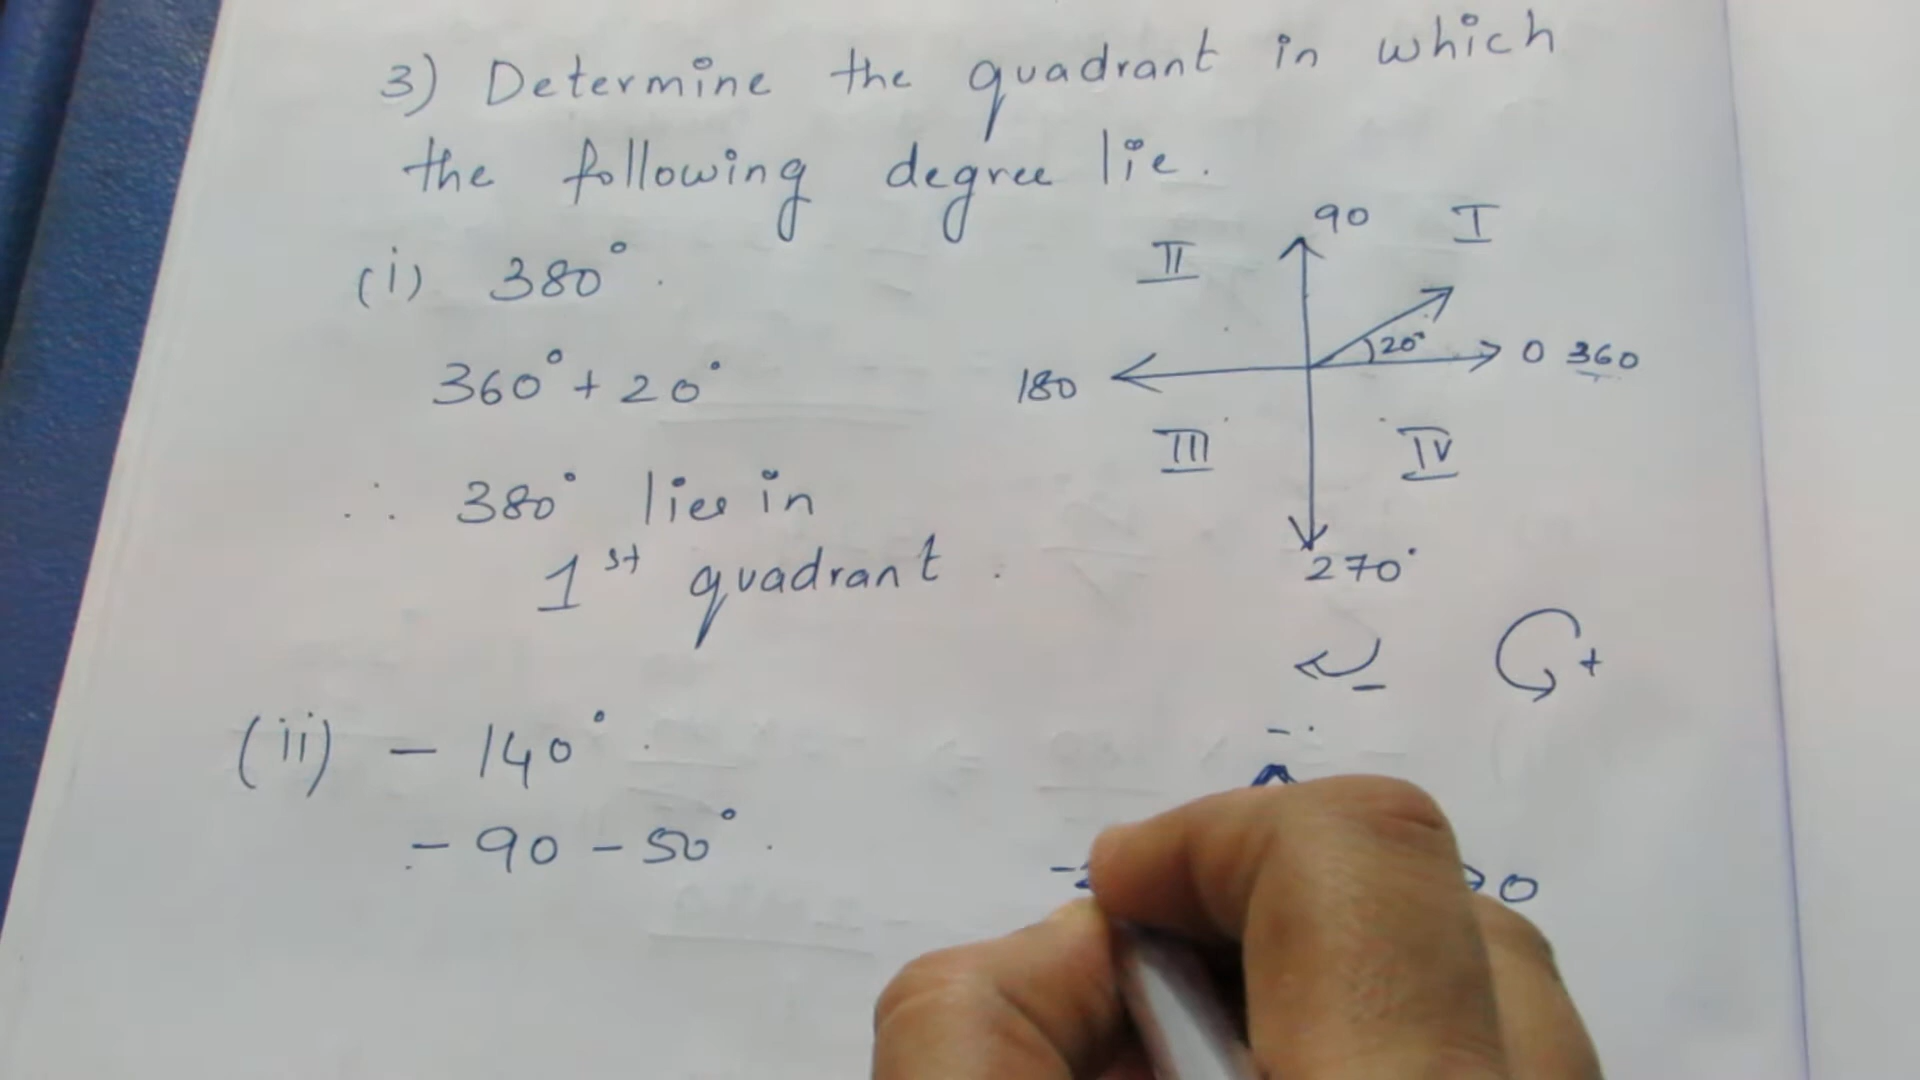 3) Determine the quadrant in which
the following degree lie.
(i) 380°
360° + 20°
∴ 380° lies in
1st quadrant.
90
I
II
20°
0 360
180
III
IV
270°
−
+
(ii) - 140°
- 90 - 50°
0